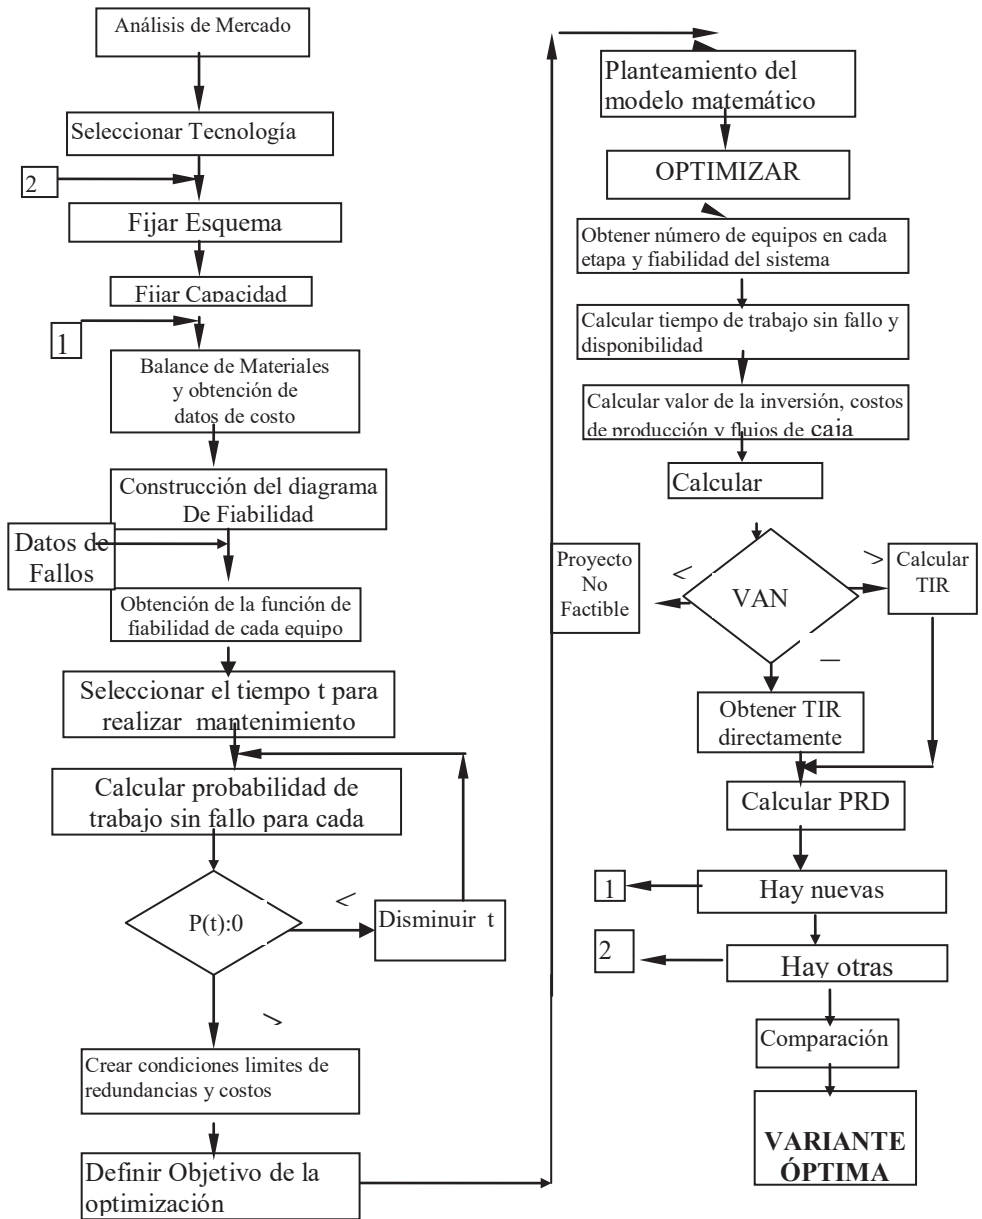 Análisis de Mercado
Seleccionar Tecnología
2
Fijar Esquema
Fijar Capacidad
1
Balance de Materiales
y obtención de
datos de costo
Construcción del diagrama
De Fiabilidad
Datos de
Fallos
Obtención de la función de
fiabilidad de cada equipo
Seleccionar el tiempo t para
realizar mantenimiento
Calcular probabilidad de
trabajo sin fallo para cada
P(t):0
<
Disminuir t
>
Crear condiciones limites de
redundancias y costos
Definir Objetivo de la
optimización
Planteamiento del
modelo matemático
OPTIMIZAR
Obtener número de equipos en cada
etapa y fiabilidad del sistema
Calcular tiempo de trabajo sin fallo y
disponibilidad
Calcular valor de la inversión, costos
de producción y flujos de caja
Calcular
Proyecto
No
Factible
<
VAN
>
Calcular
TIR
Obtener TIR
directamente
Calcular PRD
1
Hay nuevas
2
Hay otras
Comparación
VARIANTE
ÓPTIMA